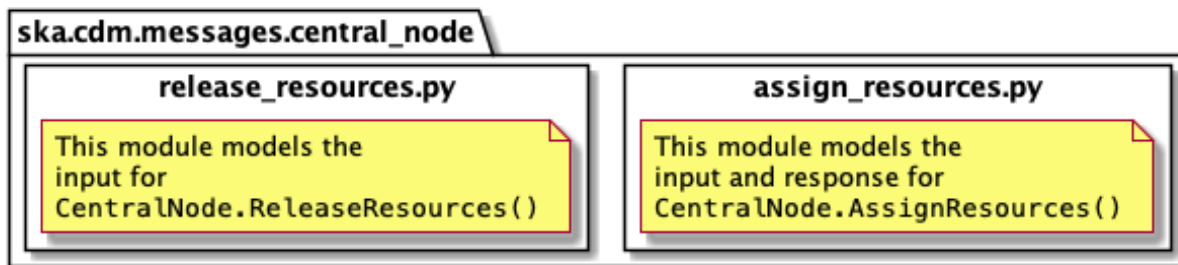 ska.cdm.messages.central_node
release_resources.py
This module models the
input for
CentralNode.ReleaseResources()
assign_resources.py
This module models the
input and response for
CentralNode.AssignResources()